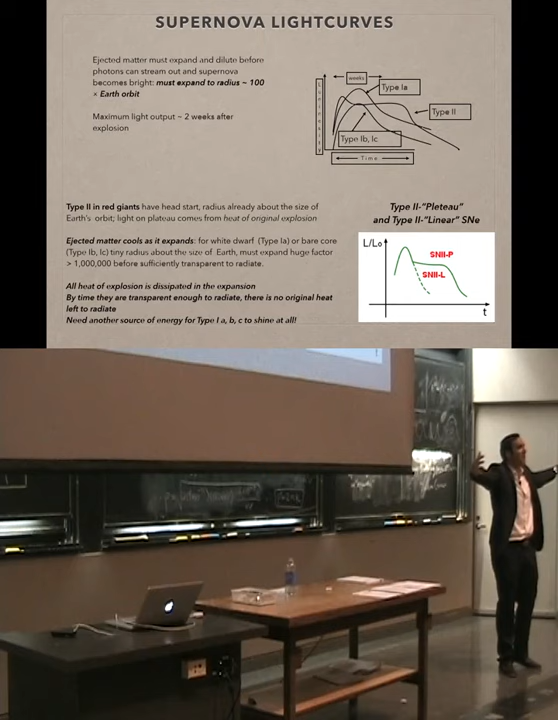 SUPERNOVA LIGHTCURVES
Ejected matter must expand and dilute before
photons can stream out and supernova
becomes bright: must expand to radius ~ 100
× Earth orbit
Maximum light output ~ 2 weeks after
explosion
weeks
Type Ia
Type II
Type Ib, Ic
Luminosity
Time
Type II in red giants have head start, radius already about the size of
Earth's orbit; light on plateau comes from heat of original explosion
Ejected matter cools as it expands: for white dwarf (Type Ia) or bare core
(Type Ib, Ic) tiny radius about the size of Earth, must expand huge factor
> 1,000,000 before sufficiently transparent to radiate.
All heat of explosion is dissipated in the expansion
By time they are transparent enough to radiate, there is no original heat
left to radiate
Need another source of energy for Type I a, b, c to shine at all!
Type II-"Pleteau"
and Type II-"Linear" SNe
L/Lo
SNII-P
SNII-L
t